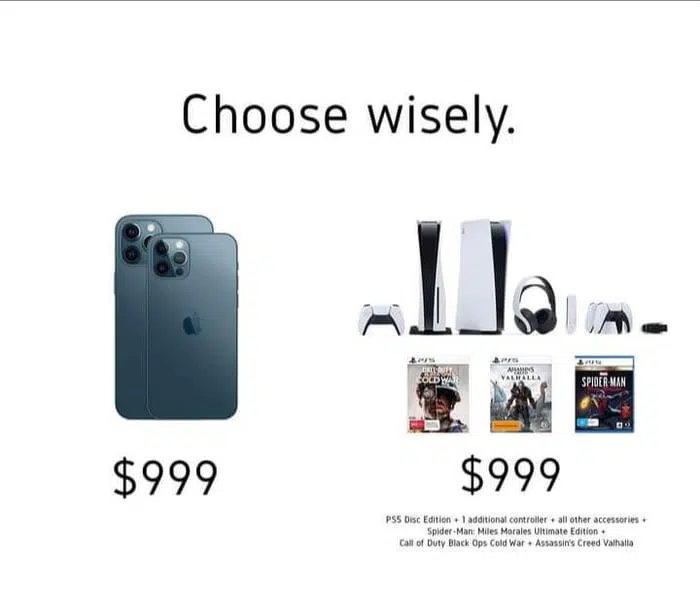 Choose wisely.
PS5
CALL OF DUTY
COLD WAR
PS5
ASSASSIN'S
CREED
VALHALLA
PS5
MARVEL
SPIDER-MAN
$999
$999
PS5 Disc Edition + 1 additional controller + all other accessories +
Spider-Man: Miles Morales Ultimate Edition +
Call of Duty Black Ops Cold War + Assassin's Creed Valhalla